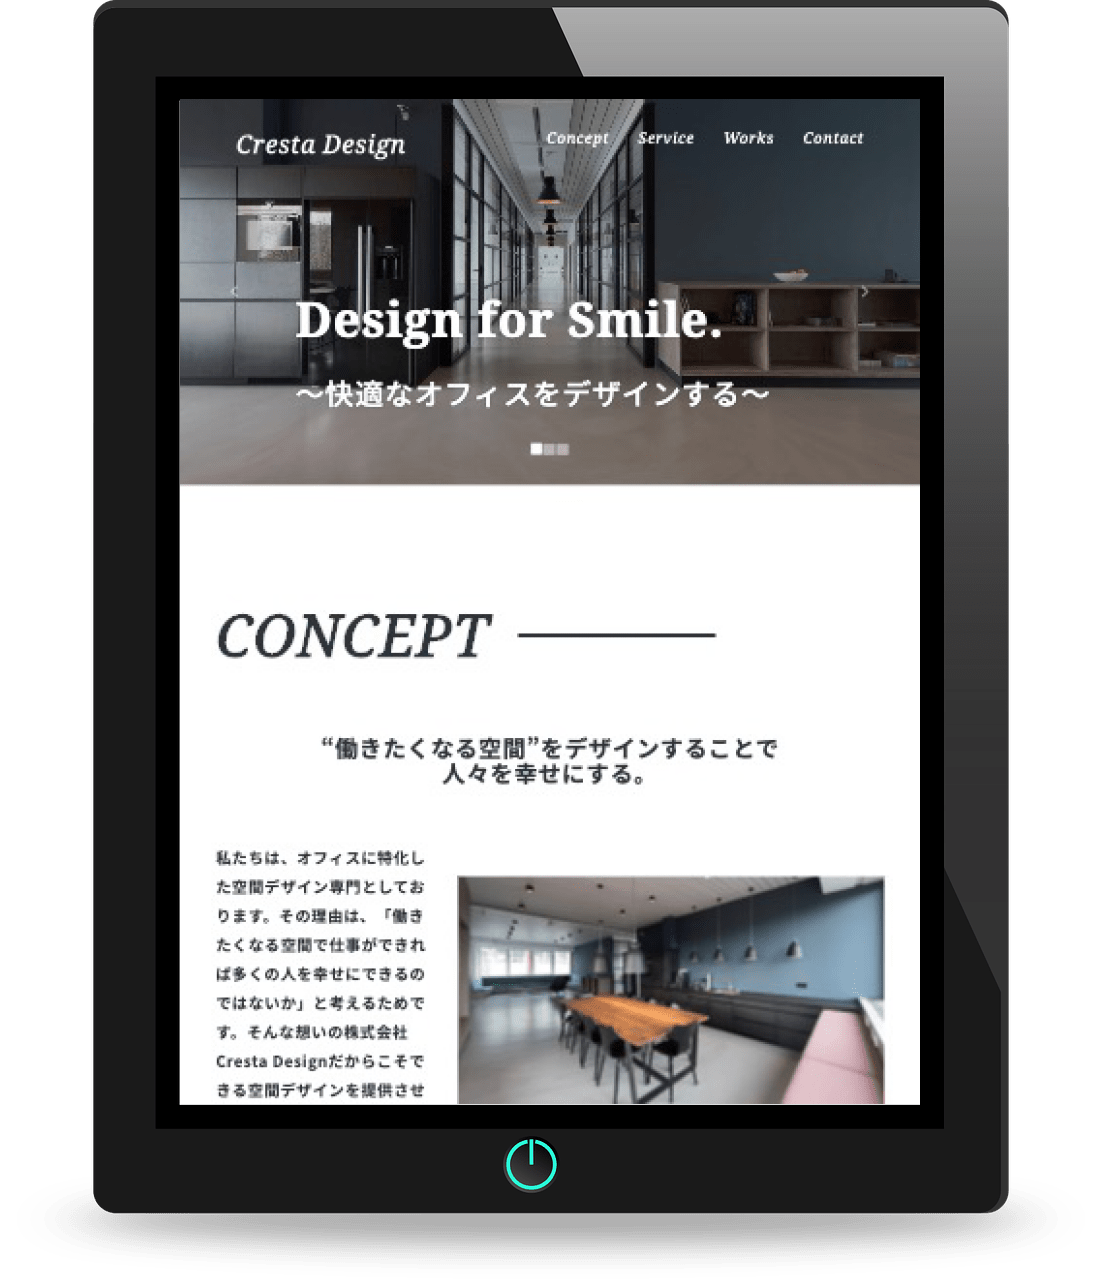 Cresta Design
Concept Service Works Contact
Design for Smile.
～快適なオフィスをデザインする～
CONCEPT
“働きたくなる空間”をデザインすることで
人々を幸せにする。
私たちは、オフィスに特化し
た空間デザイン専門としてお
ります。その理由は、「働き
たくなる空間で仕事ができれ
ば多くの人を幸せにできるの
ではないか」と考えるためで
す。そんな想いの株式会社
Cresta Designだからこそで
きる空間デザインを提供させ